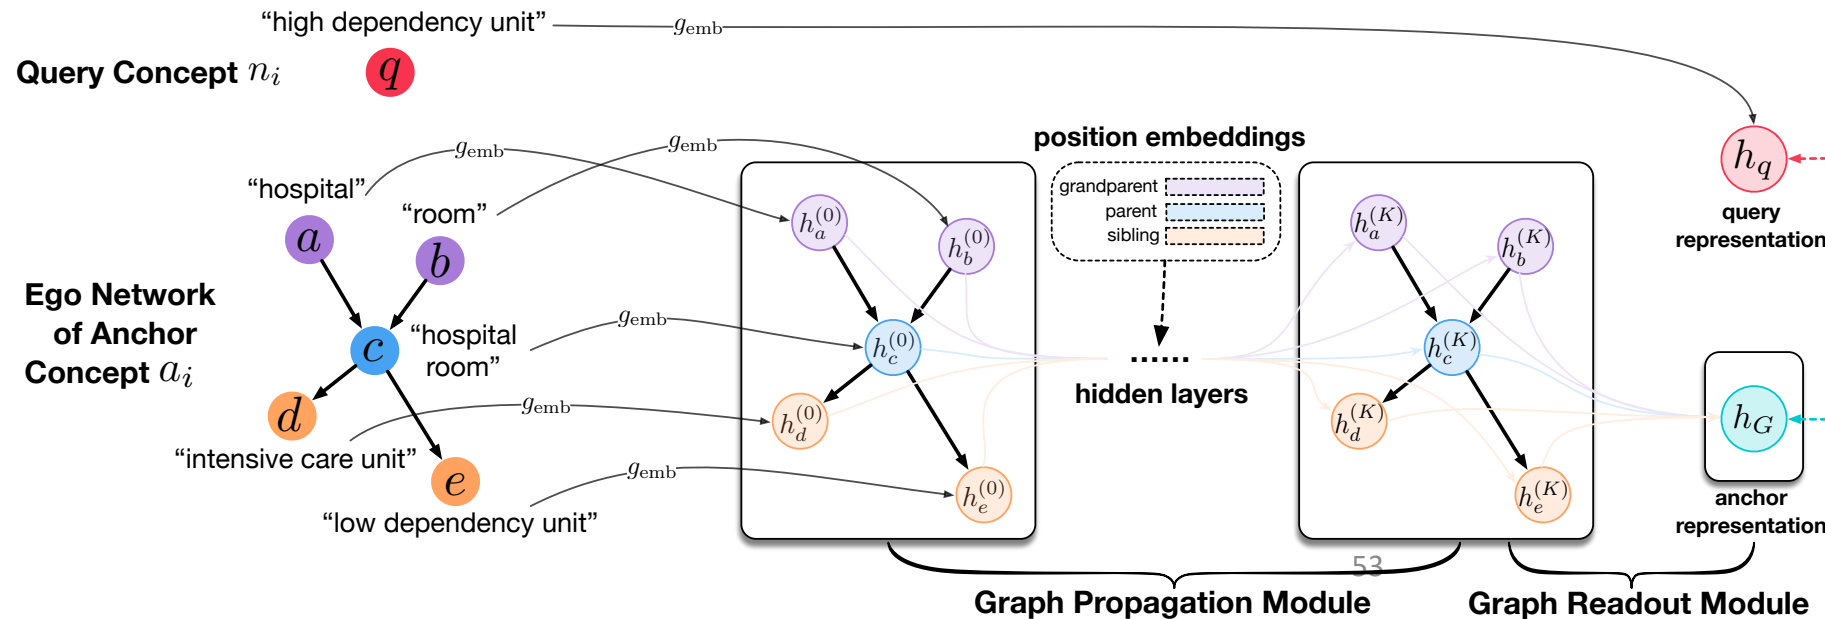 “high dependency unit”
g_emb
Query Concept n_i
q
h_q
query
representation
position embeddings
grandparent
parent
sibling
g_emb
g_emb
“hospital”
“room”
a
b
h_a^(0)
h_b^(0)
h_a^(K)
h_b^(K)
Ego Network
of Anchor
Concept a_i
c
“hospital
room”
g_emb
h_c^(0)
......
hidden layers
h_c^(K)
d
“intensive care unit”
g_emb
h_d^(0)
h_d^(K)
h_G
anchor
representation
e
“low dependency unit”
g_emb
h_e^(0)
h_e^(K)
53
Graph Propagation Module
Graph Readout Module